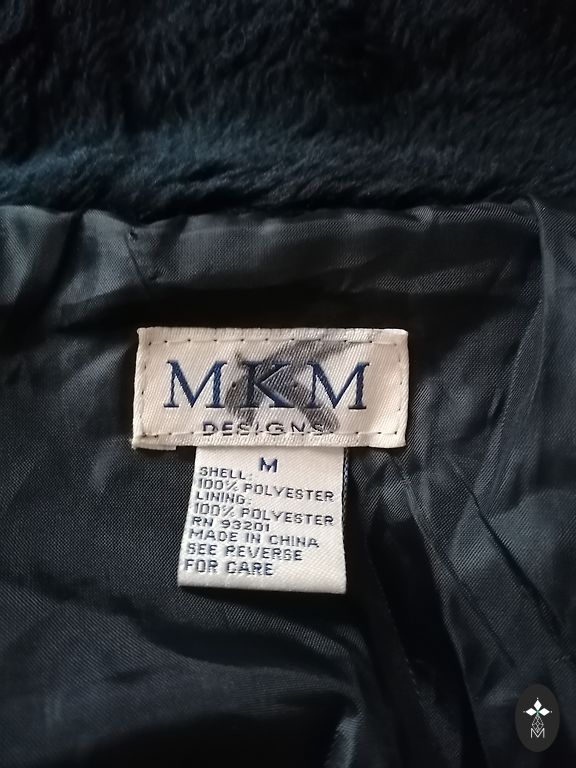 MKM
DESIGNS
M
SHELL:
100% POLYESTER
LINING:
100% POLYESTER
RN 93201
MADE IN CHINA
SEE REVERSE
FOR CARE
M